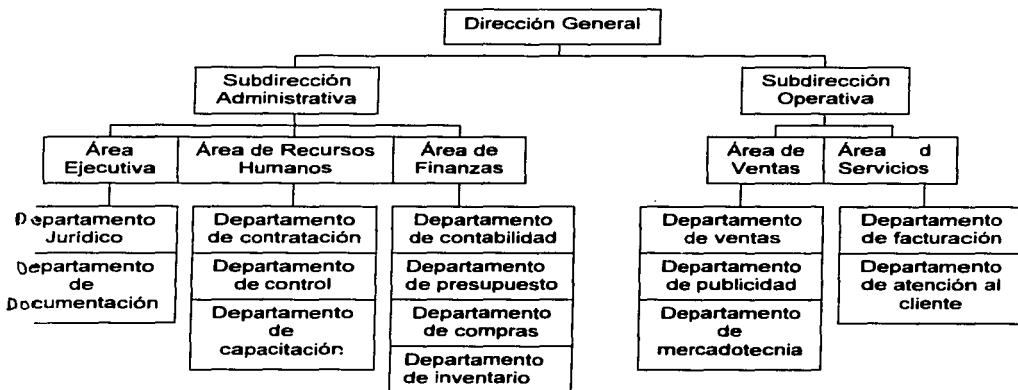 Dirección General
Subdirección
Administrativa
Subdirección
Operativa
Área
Ejecutiva
Área de Recursos
Humanos
Área de
Finanzas
Área de
Ventas
Área d
Servicios
Departamento
Jurídico
Departamento
de
Documentación
Departamento
de contratación
Departamento
de control
Departamento
de
capacitación
Departamento
de contabilidad
Departamento
de presupuesto
Departamento
de compras
Departamento
de inventario
Departamento
de ventas
Departamento
de publicidad
Departamento
de
mercadotecnia
Departamento
de facturación
Departamento
de atención al
cliente